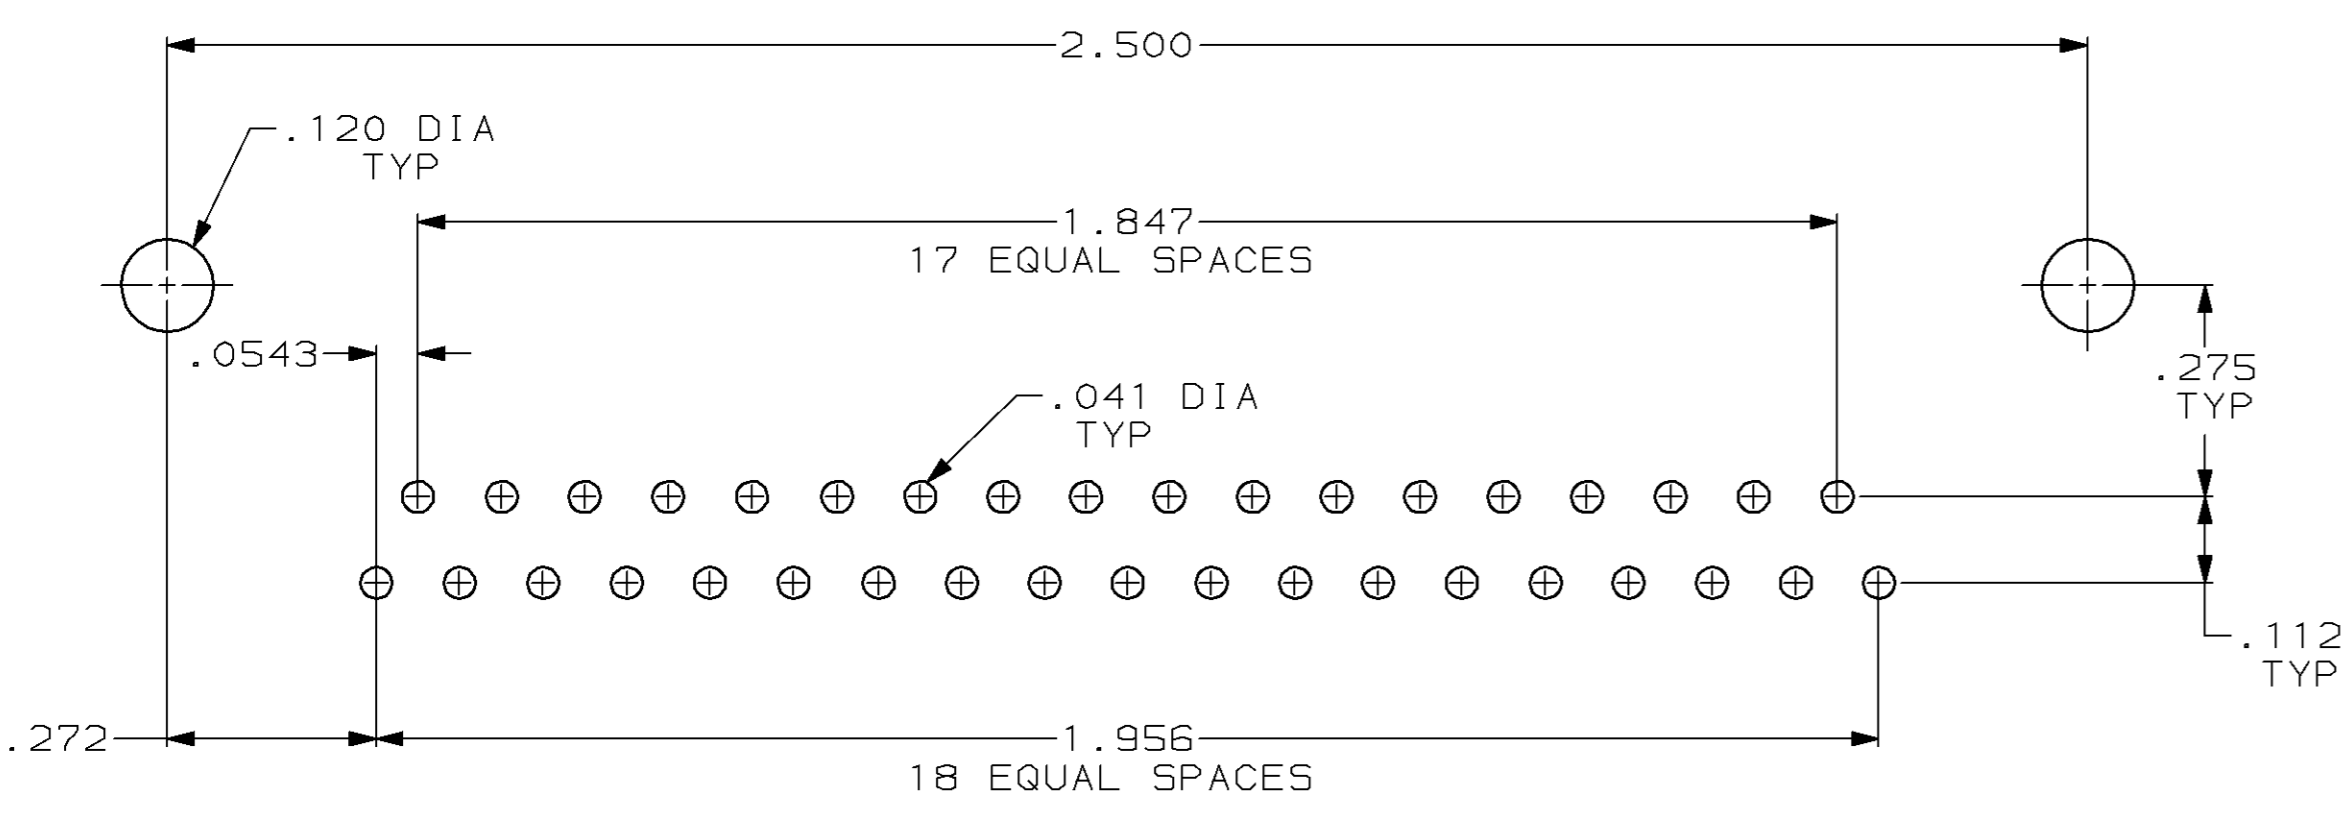 2.500
.120 DIA
TYP
1.847
17 EQUAL SPACES
.0543
.275
TYP
.041 DIA
TYP
.112
TYP
.272
1.956
18 EQUAL SPACES